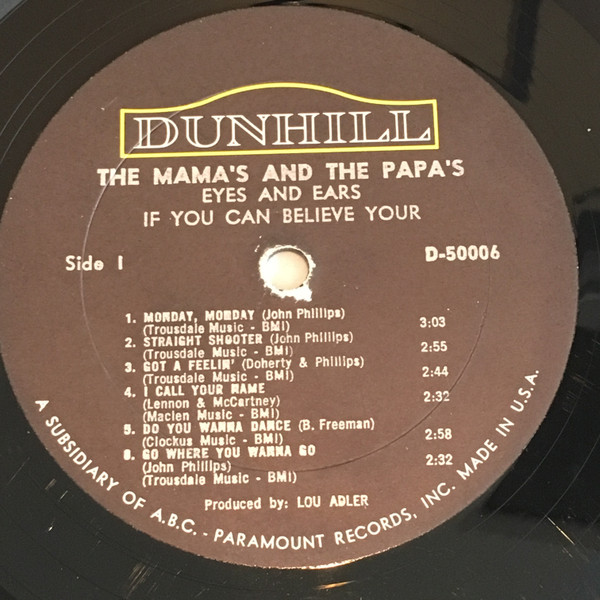 DUNHILL
THE MAMA'S AND THE PAPA'S
EYES AND EARS
IF YOU CAN BELIEVE YOUR
Side 1
D-50006
1. MONDAY, MONDAY (John Phillips)
(Trousdale Music - BMI) 3:03
2. STRAIGHT SHOOTER (John Phillips)
(Trousdale Music - BMI) 2:55
3. GOT A FEELIN' (Doherty & Phillips)
(Trousdale Music - BMI) 2:44
4. I CALL YOUR NAME
(Lennon & McCartney) 2:32
(Maclen Music - BMI)
5. DO YOU WANNA DANCE (B. Freeman)
(Clockus Music - BMI) 2:58
6. GO WHERE YOU WANNA GO
(John Phillips) 2:32
(Trousdale Music - BMI)
Produced by: LOU ADLER
A SUBSIDIARY OF A.B.C. - PARAMOUNT RECORDS, INC. MADE IN U.S.A.